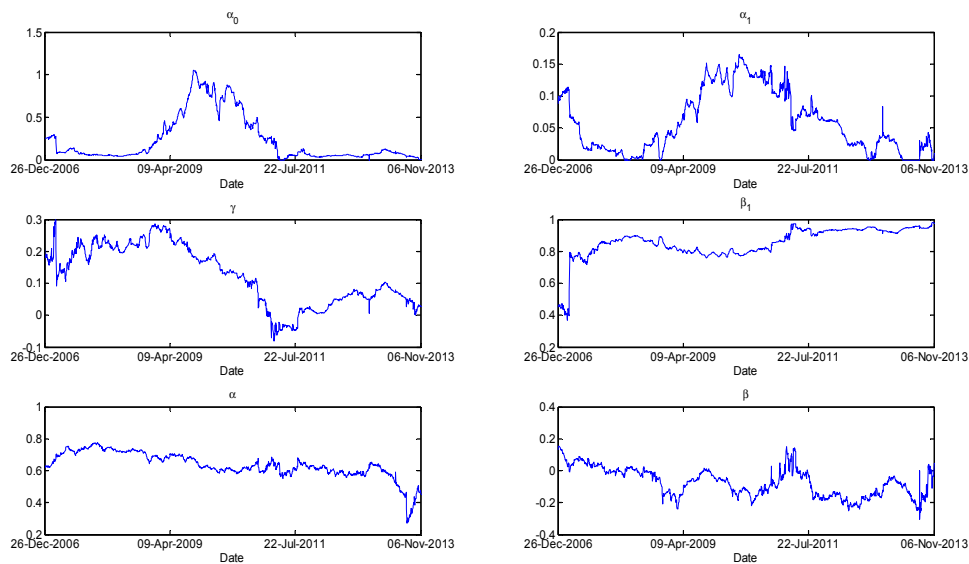 α0 α1
1.5 0.2
1 0.15
0.1
0.5 0.05
0 0
26-Dec-2006 09-Apr-2009 22-Jul-2011 06-Nov-2013 26-Dec-2006 09-Apr-2009 22-Jul-2011 06-Nov-2013
Date Date
γ β1
0.3 1
0.2 0.8
0.1 0.6
0 0.4
-0.1 0.2
26-Dec-2006 09-Apr-2009 22-Jul-2011 06-Nov-2013 26-Dec-2006 09-Apr-2009 22-Jul-2011 06-Nov-2013
Date Date
α β
1 0.4
0.8 0.2
0.6 0
0.4 -0.2
0.2 -0.4
26-Dec-2006 09-Apr-2009 22-Jul-2011 06-Nov-2013 26-Dec-2006 09-Apr-2009 22-Jul-2011 06-Nov-2013
Date Date